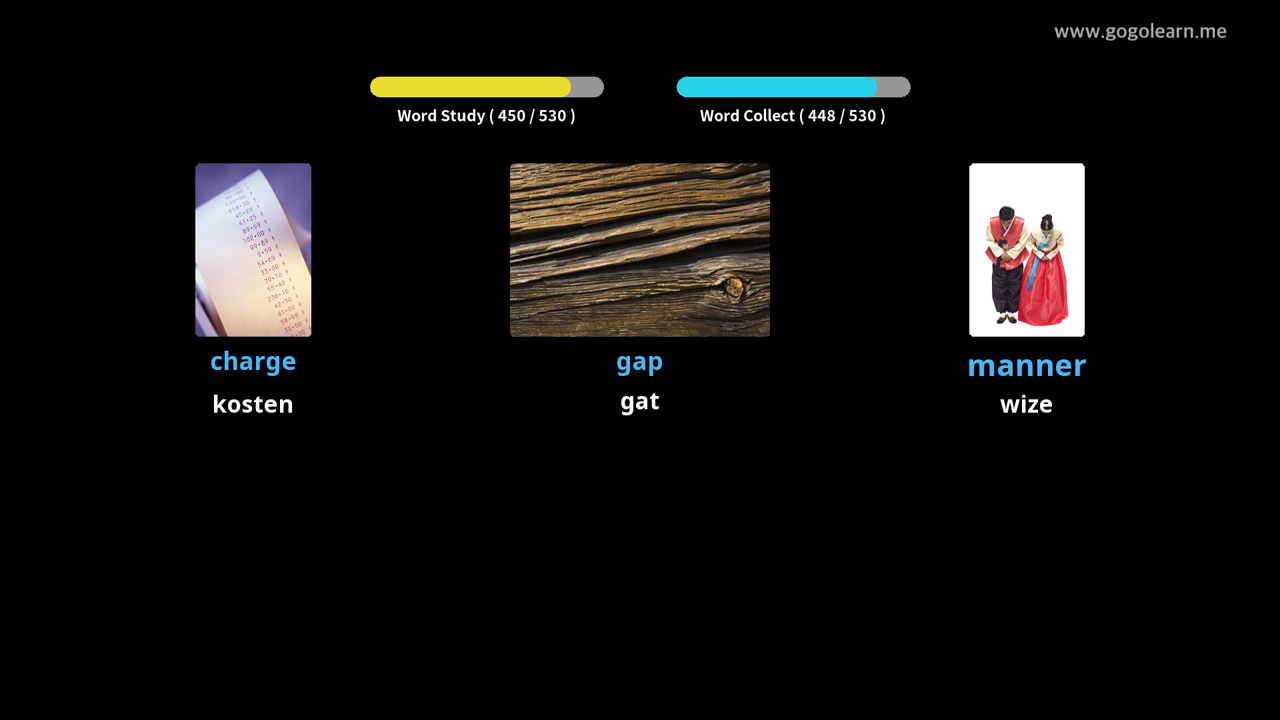 www.gogolearn.me
Word Study ( 450 / 530 )
Word Collect ( 448 / 530 )
charge
gap
manner
kosten
gat
wize